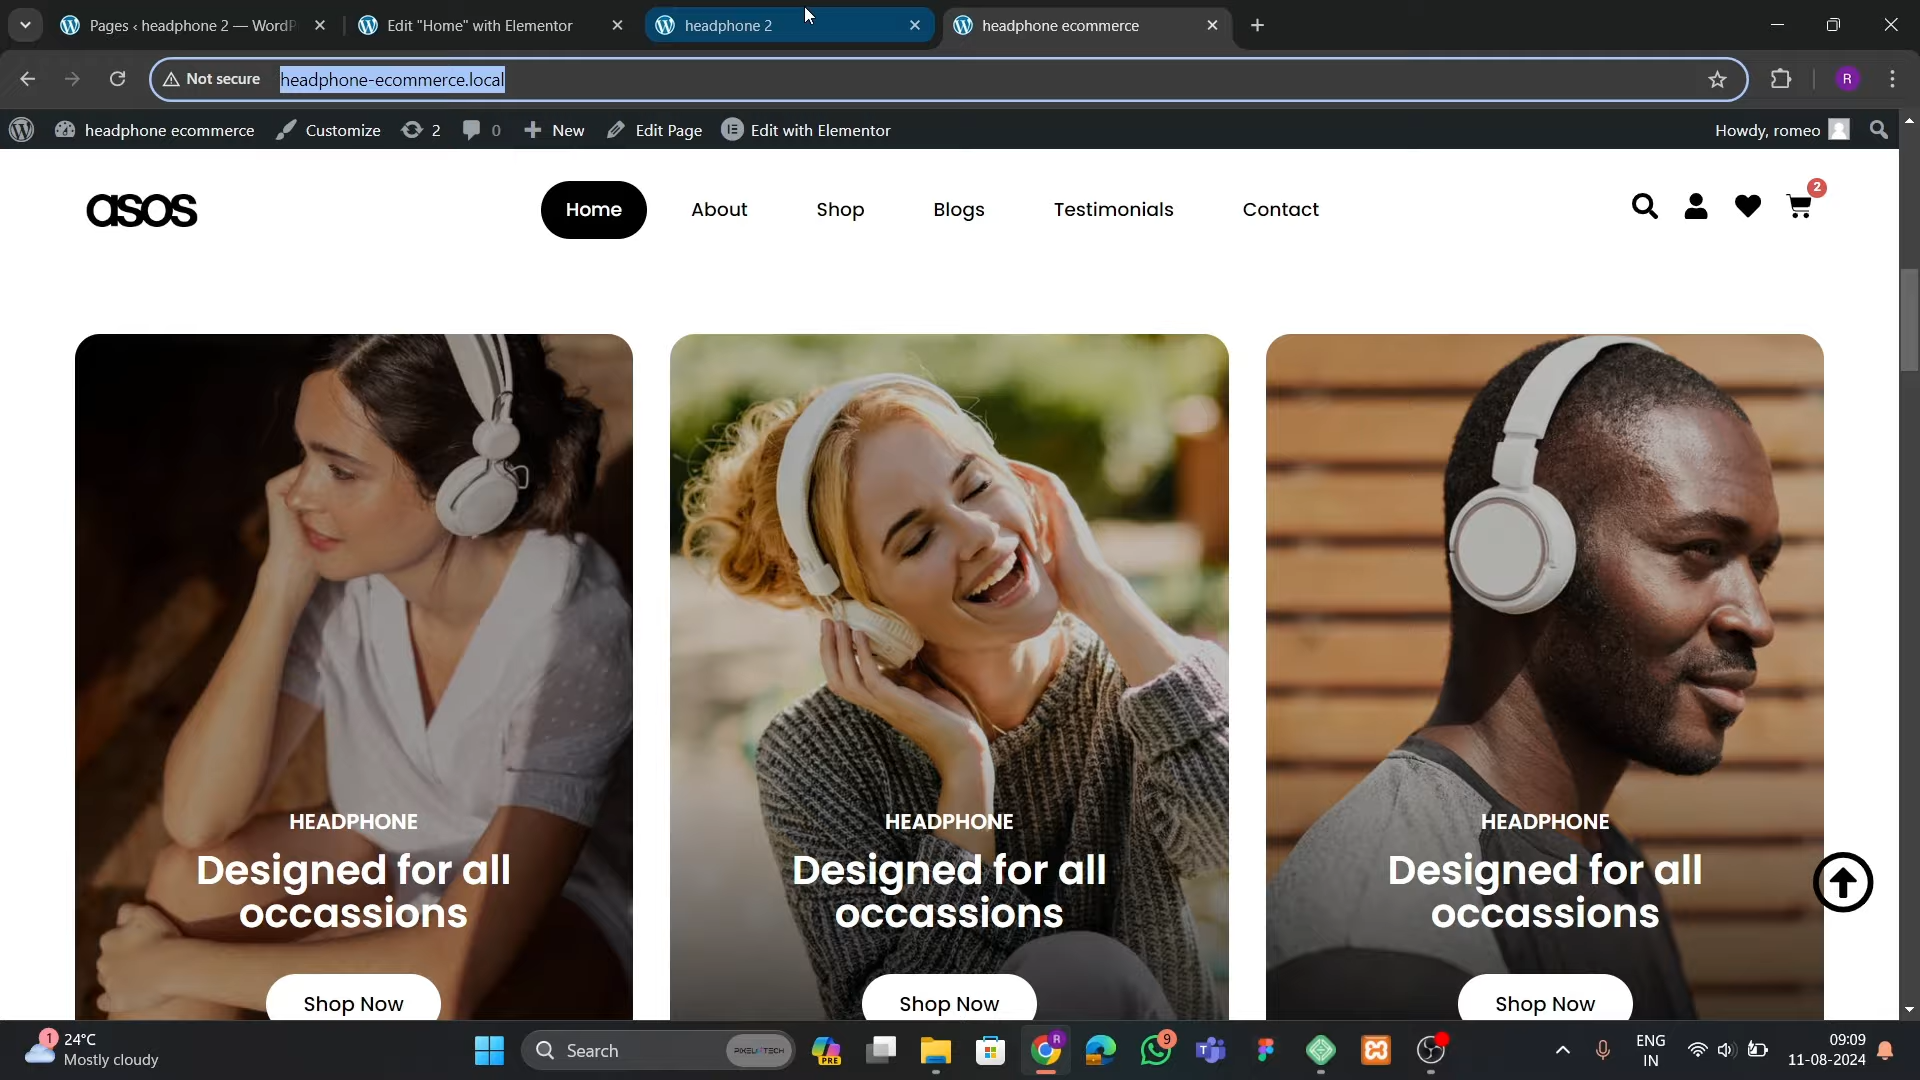 Pages ‹ headphone 2 — WordP
Edit "Home" with Elementor
headphone 2
headphone ecommerce
Not secure
headphone-ecommerce.local
R
headphone ecommerce
Customize
2
0
New
Edit Page
Edit with Elementor
Howdy, romeo
asos
Home
About
Shop
Blogs
Testimonials
Contact
2
HEADPHONE
Designed for all
occassions
Shop Now
HEADPHONE
Designed for all
occassions
Shop Now
HEADPHONE
Designed for all
occassions
Shop Now
1
24°C
Mostly cloudy
Search
PIXEL TECH
PRE
R
9
ENG
IN
09:09
11-08-2024